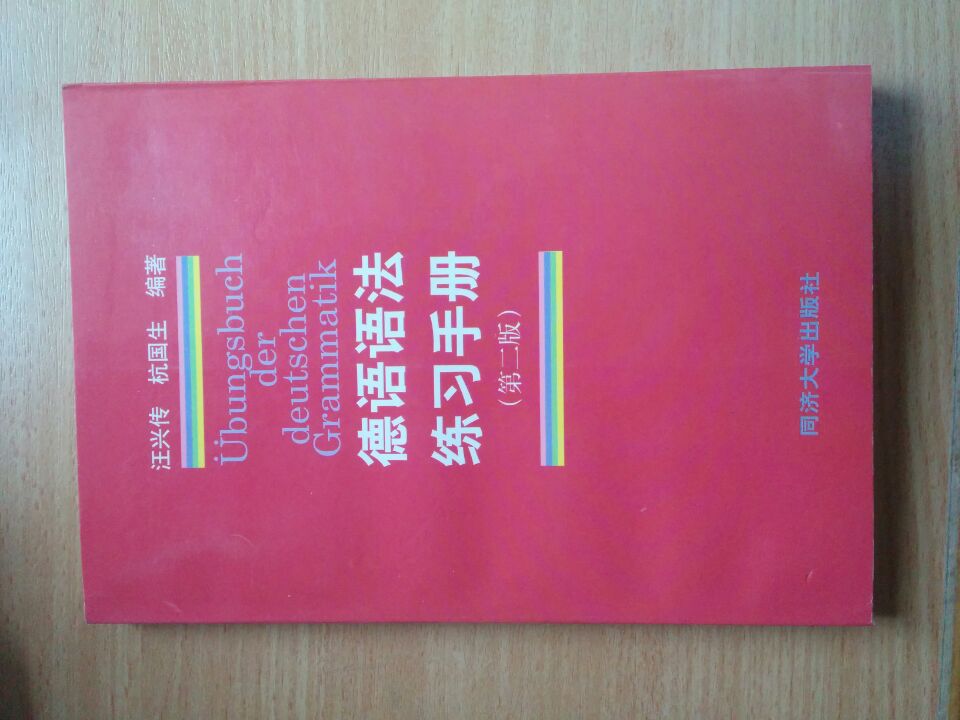 汪兴传 杭国生 编著
Übungsbuch
der
deutschen
Grammatik
德语语法
练习手册
（第二版）
同济大学出版社